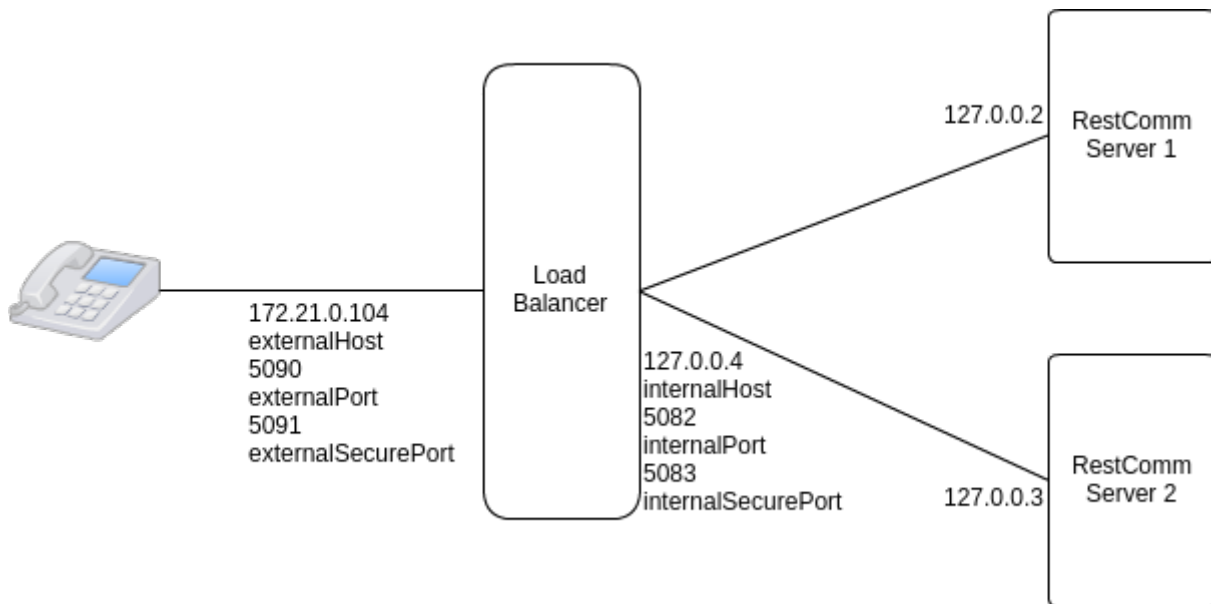 127.0.0.2
RestComm
Server 1
Load
Balancer
172.21.0.104
externalHost
5090
externalPort
5091
externalSecurePort
127.0.0.4
internalHost
5082
internalPort
5083
internalSecurePort
RestComm
Server 2
127.0.0.3